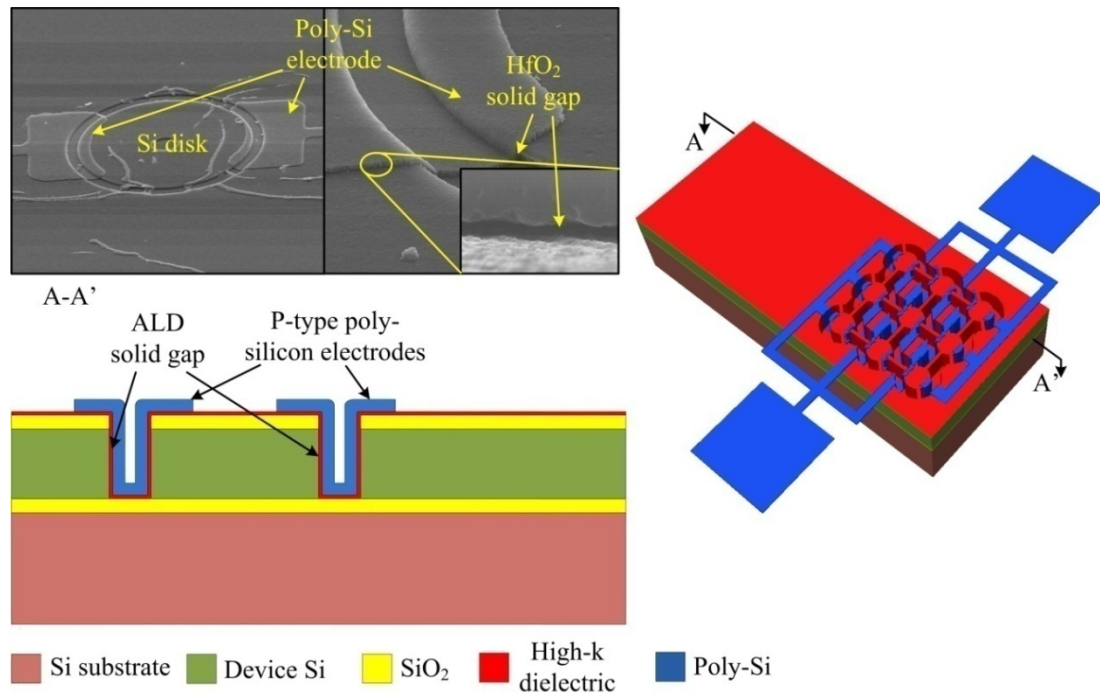 Poly-Si
electrode
Si disk
HfO₂
solid gap
A
A'
A-A'
ALD
solid gap
P-type poly-
silicon electrodes
Si substrate
Device Si
SiO₂
High-k
dielectric
Poly-Si